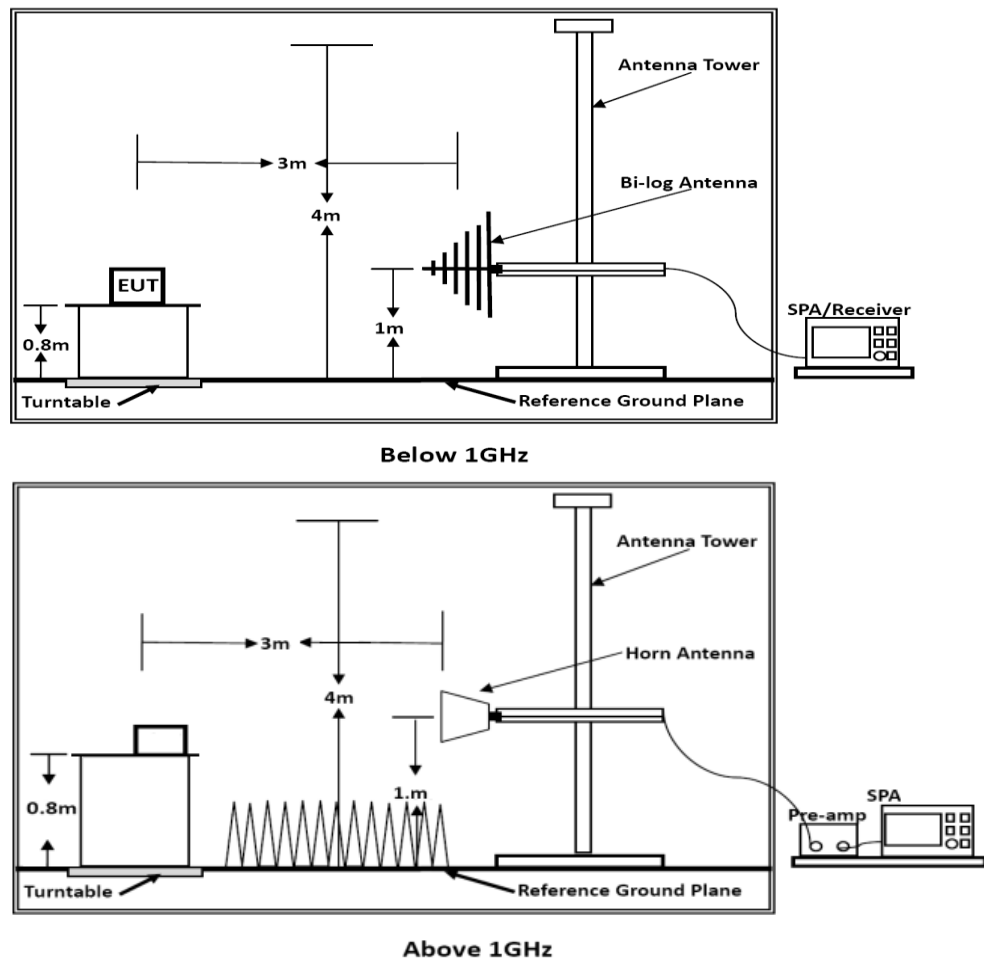 Antenna Tower
3m
Bi-log Antenna
4m
EUT
1m
0.8m
SPA/Receiver
Turntable
Reference Ground Plane
Below 1GHz
Antenna Tower
3m
Horn Antenna
4m
1.m
0.8m
SPA
Pre-amp
Turntable
Reference Ground Plane
Above 1GHz